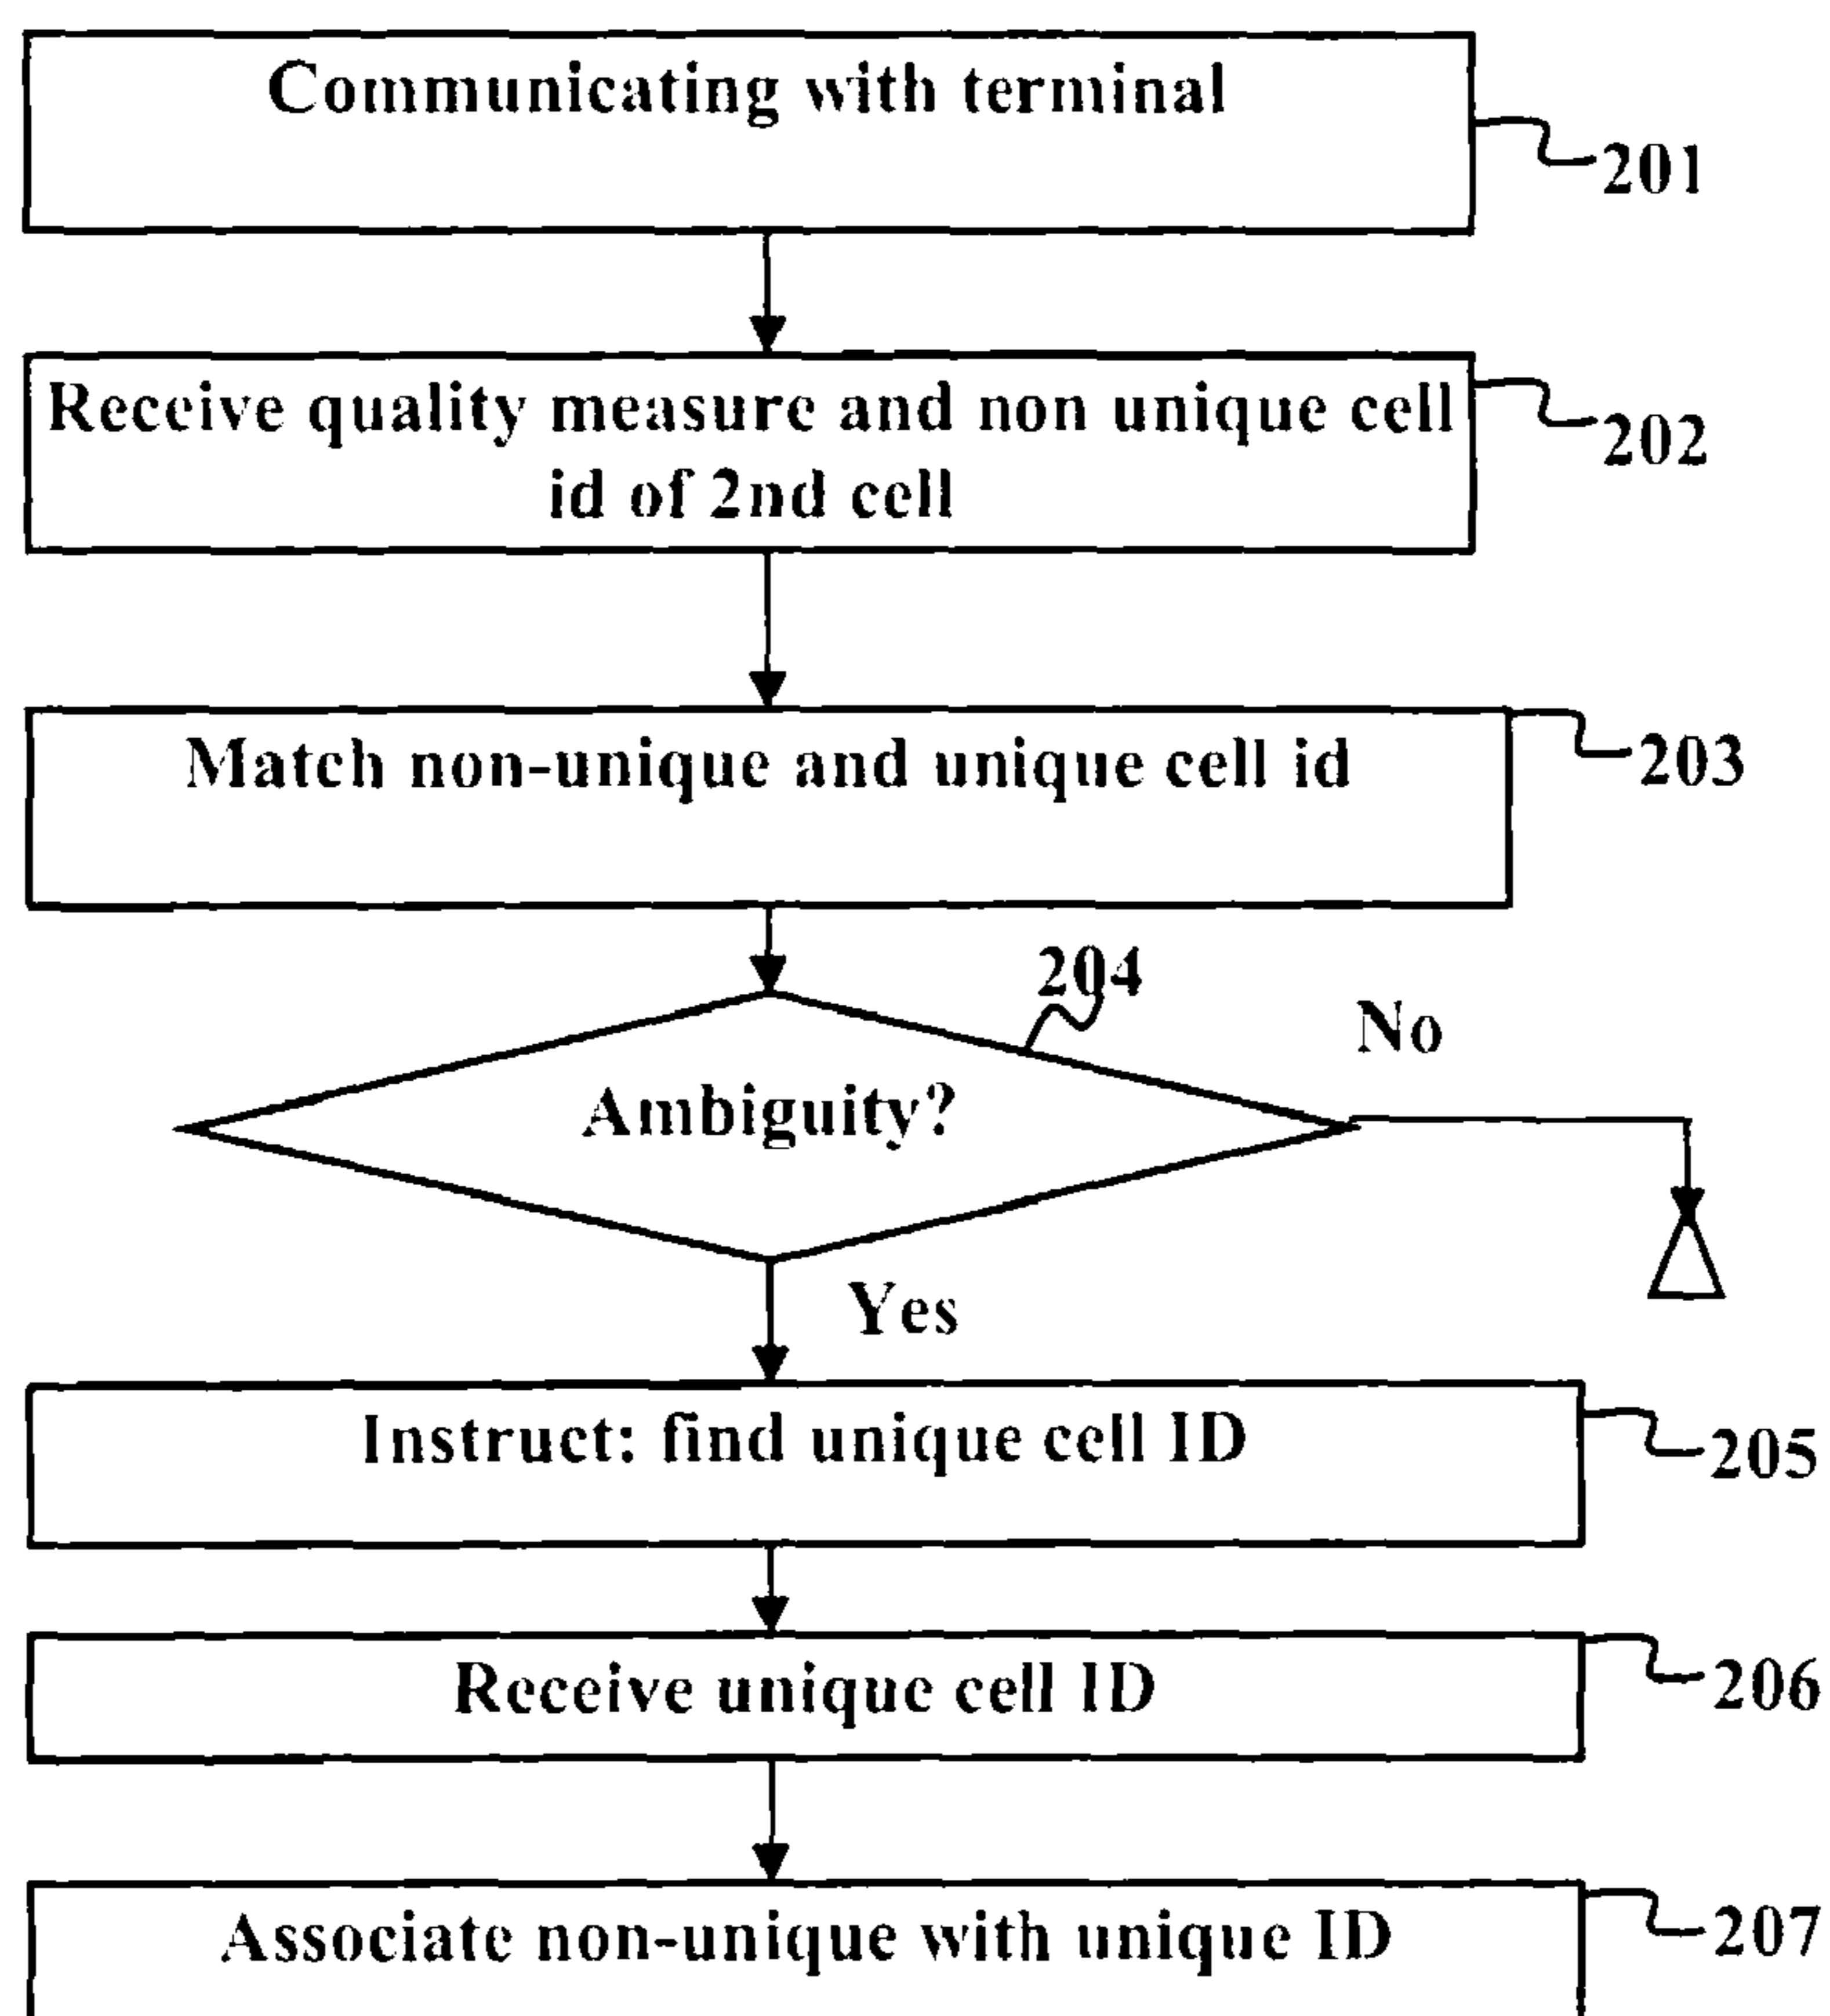 Communicating with terminal
201
Receive quality measure and non unique cell
id of 2nd cell
202
Match non-unique and unique cell id
203
204
No
Ambiguity?
Yes
Instruct: find unique cell ID
205
Receive unique cell ID
206
Associate non-unique with unique ID
207